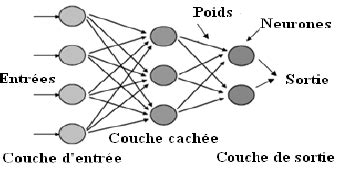 Poids
Neurones
Entrées
Sortie
Couche cachée
Couche d'entrée
Couche de sortie